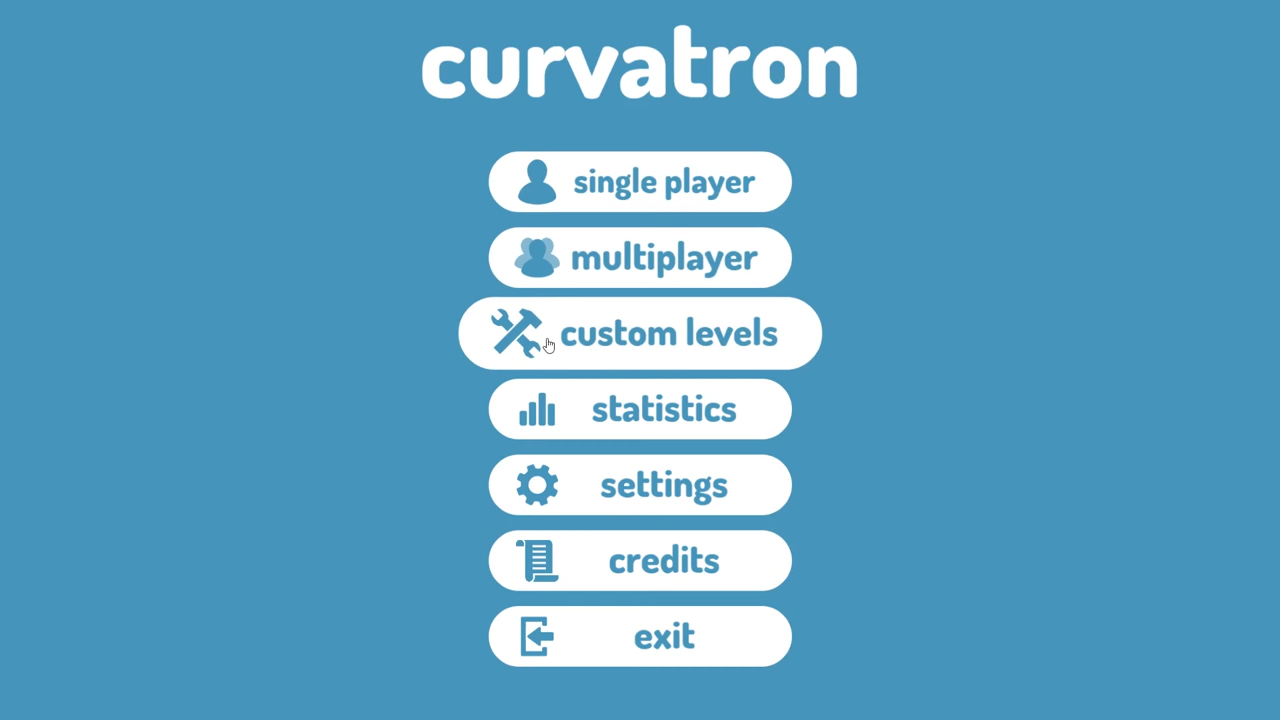 curvatron
single player
multiplayer
custom levels
statistics
settings
credits
exit